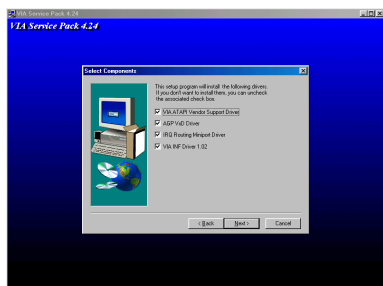 VIA Service Pack 4.24
VIA Service Pack 4.24
Select Components
This setup program will install the following drivers.
If you don't want to install them, you can uncheck
the associated check box.
VIA ATAPI Vendor Support Driver
AGP VxD Driver
IRQ Routing Miniport Driver
VIA INF Driver 1.02
< Back Next > Cancel